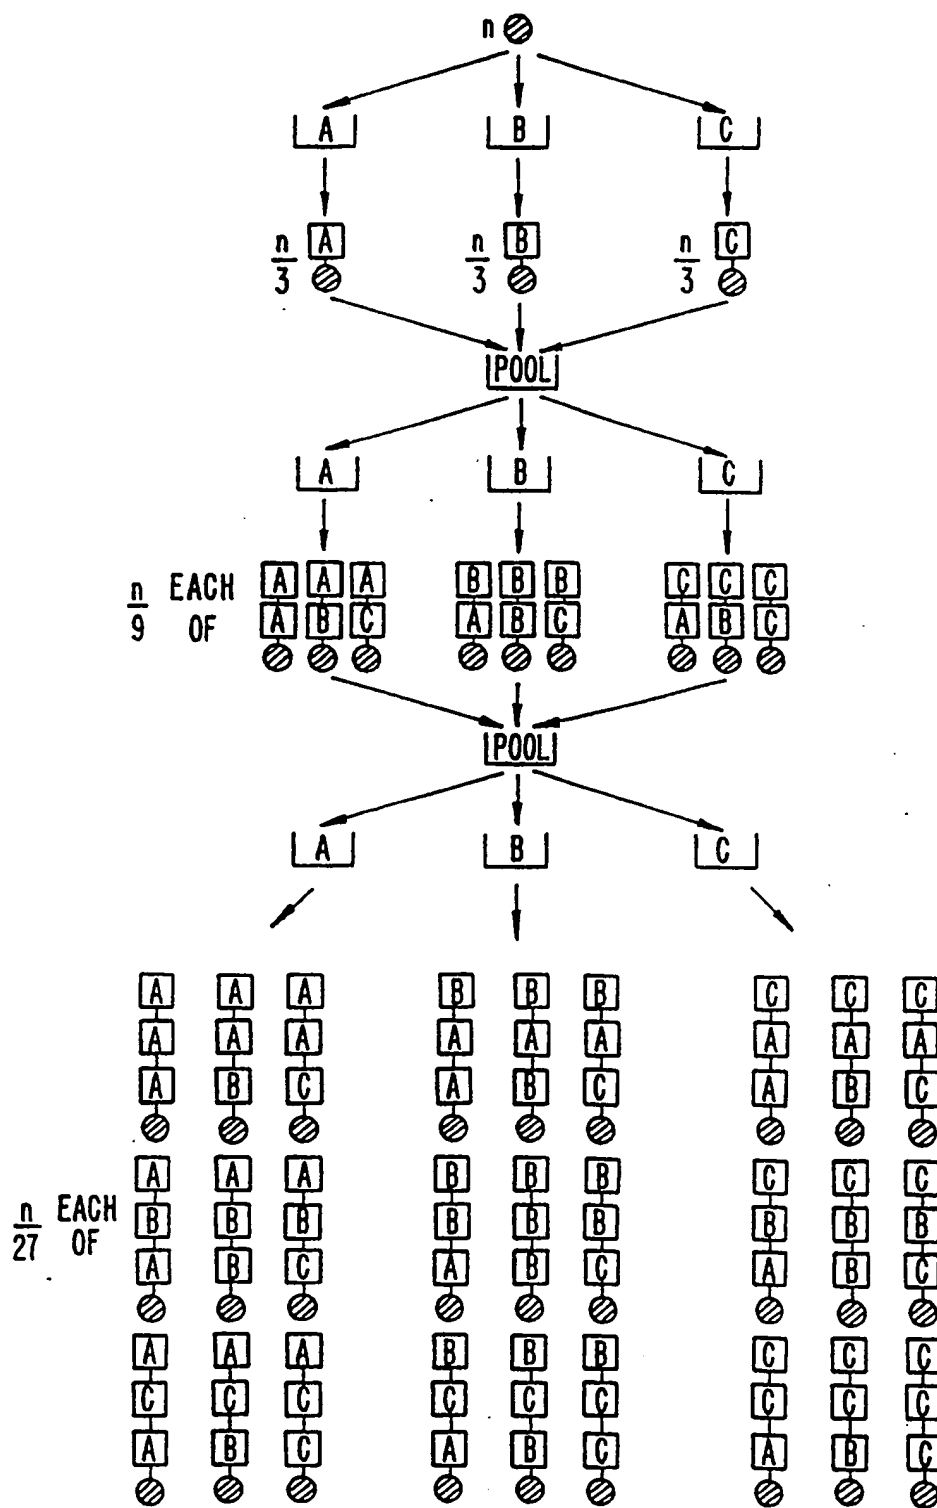 n
A B C
n/3 A n/3 B n/3 C
POOL
A B C
n/9 EACH OF
A A A B B B C C C
A B C A B C A B C
POOL
A B C
A A A B B B C C C
A A A A A A A A A
A B C A B C A B C
n/27 EACH OF
A A A B B B C C C
B B B B B B B B B
A B C A B C A B C
A A A B B B C C C
C C C C C C C C C
A B C A B C A B C